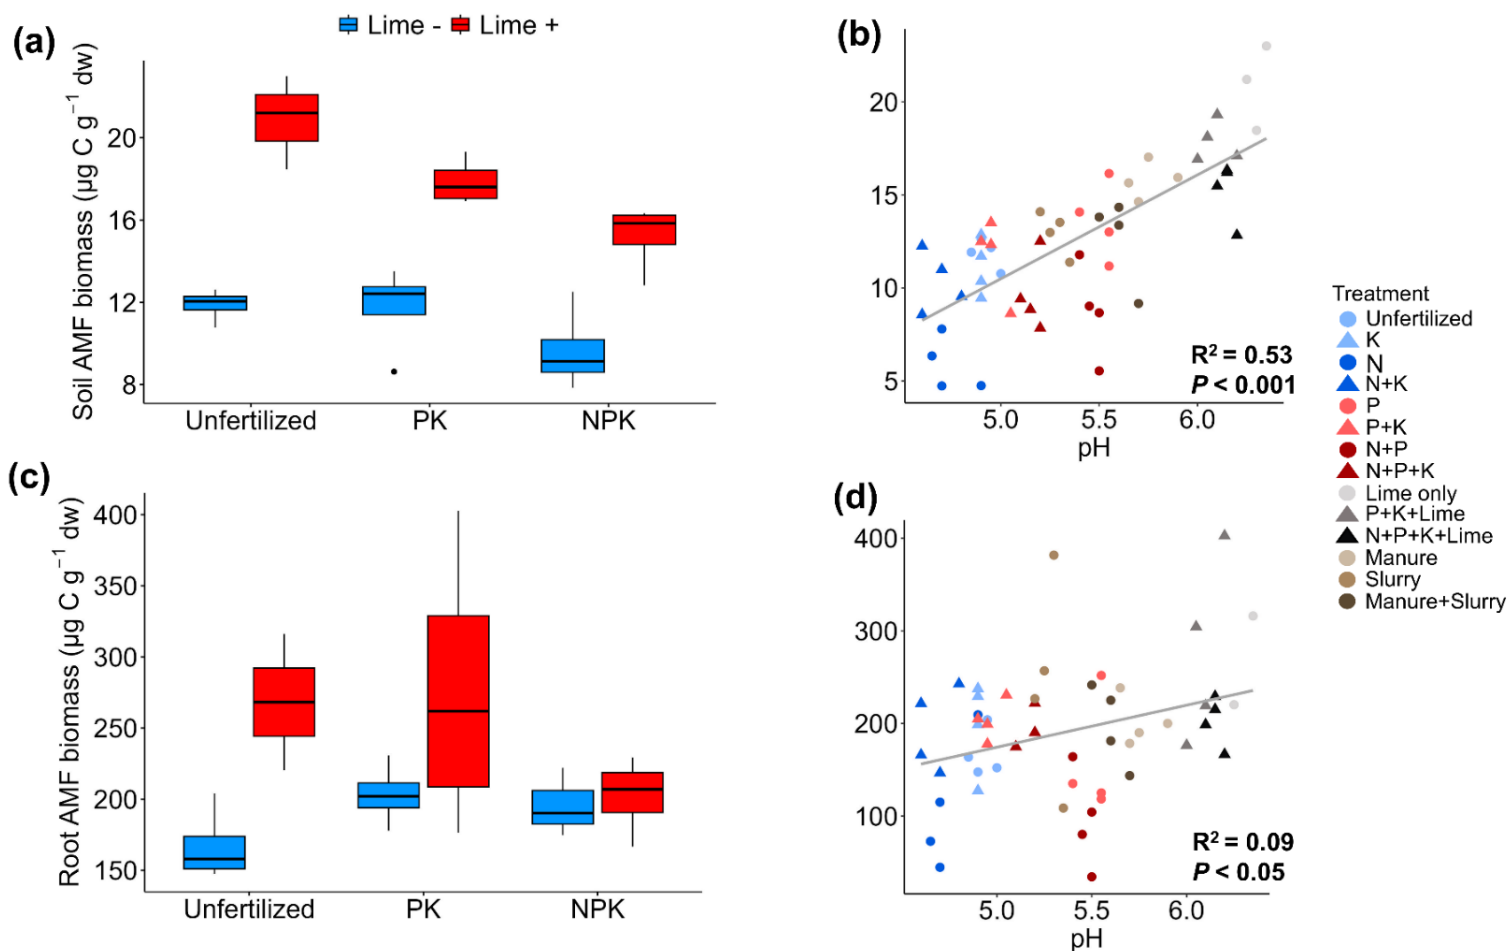 (a)
Lime - Lime +
Soil AMF biomass (µg C g⁻¹ dw)
20
16
12
8
Unfertilized PK NPK
(b)
20
15
10
5
R² = 0.53
P < 0.001
5.0 5.5 6.0
pH
(c)
Root AMF biomass (µg C g⁻¹ dw)
400
350
300
250
200
150
Unfertilized PK NPK
(d)
400
300
200
100
R² = 0.09
P < 0.05
5.0 5.5 6.0
pH
Treatment
Unfertilized
K
N
N+K
P
P+K
N+P
N+P+K
Lime only
P+K+Lime
N+P+K+Lime
Manure
Slurry
Manure+Slurry